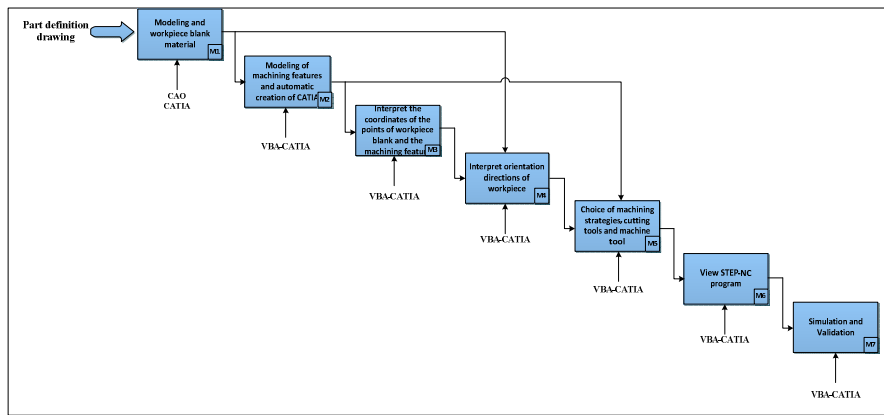 Part definition
drawing
Modeling and
workpiece blank
material
M1
CAO
CATIA
Modeling of
machining features
and automatic
creation of CATIA
M2
VBA-CATIA
Interpret the
coordinates of the
points of workpiece
blank and the
machining featur
M3
VBA-CATIA
Interpret orientation
directions of
workpiece
M4
VBA-CATIA
Choice of machining
strategies, cutting
tools and machine
tool
M5
VBA-CATIA
View STEP-NC
program
M6
VBA-CATIA
Simulation and
Validation
M7
VBA-CATIA